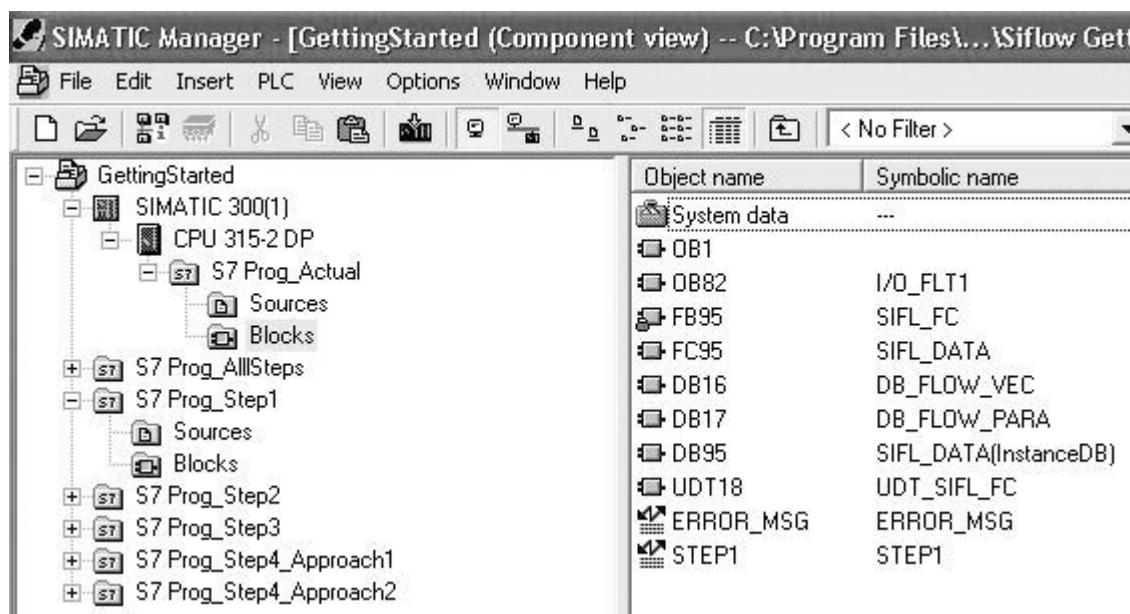 SIMATIC Manager - [GettingStarted (Component view) -- C:\Program Files\...\Siflow Gett
File Edit Insert PLC View Options Window Help
< No Filter >
GettingStarted
SIMATIC 300(1)
CPU 315-2 DP
S7 Prog_Actual
Sources
Blocks
S7 Prog_AlllSteps
S7 Prog_Step1
Sources
Blocks
S7 Prog_Step2
S7 Prog_Step3
S7 Prog_Step4_Approach1
S7 Prog_Step4_Approach2
Object name Symbolic name
System data ---
OB1
OB82 I/O_FLT1
FB95 SIFL_FC
FC95 SIFL_DATA
DB16 DB_FLOW_VEC
DB17 DB_FLOW_PARA
DB95 SIFL_DATA(InstanceDB)
UDT18 UDT_SIFL_FC
ERROR_MSG ERROR_MSG
STEP1 STEP1